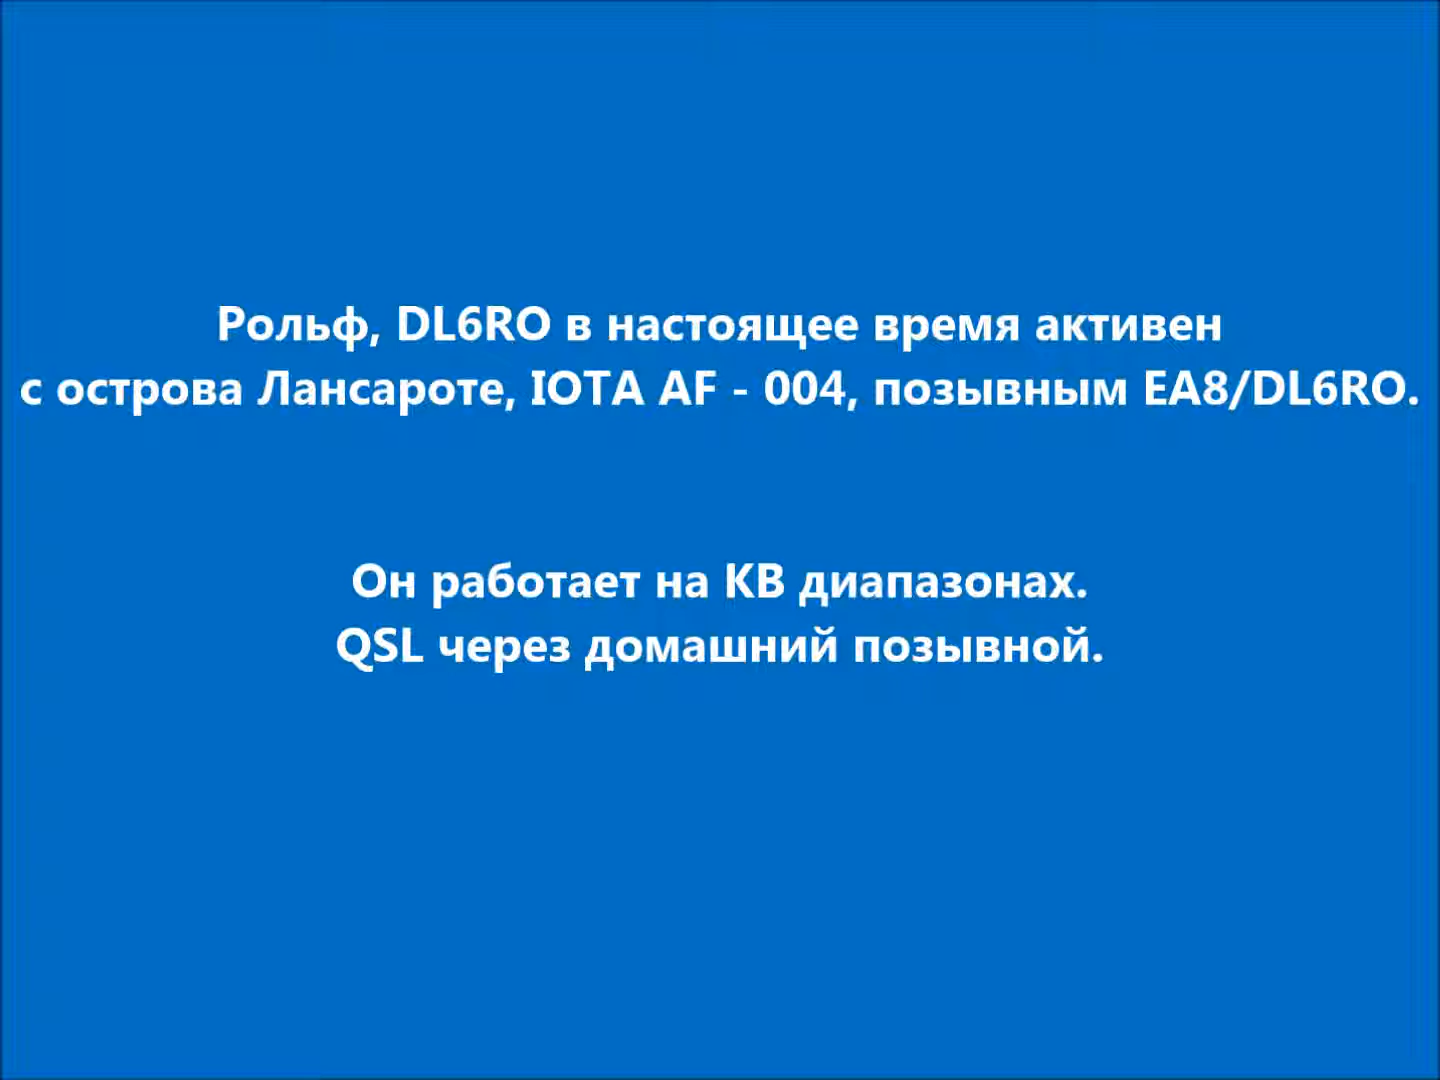 Рольф, DL6RO в настоящее время активен
с острова Лансароте, IOTA AF - 004, позывным EA8/DL6RO.
Он работает на КВ диапазонах.
QSL через домашний позывной.